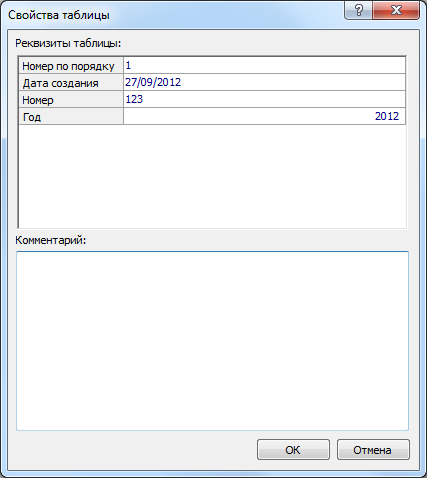 Свойства таблицы
?
Реквизиты таблицы:
Номер по порядку 1
Дата создания 27/09/2012
Номер 123
Год 2012
Комментарий:
ОК Отмена